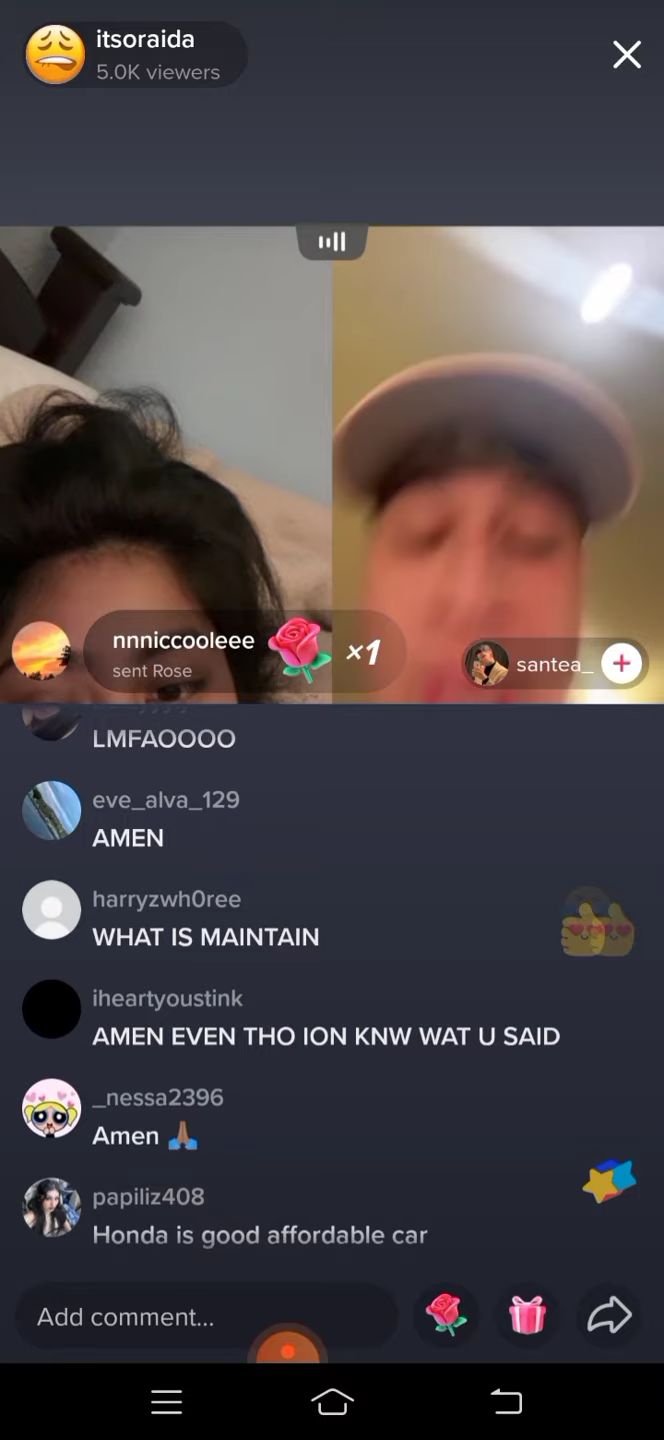 itsoraida
5.0K viewers
nnniccooleee
sent Rose
×1
santea_
LMFAOOOO
eve_alva_129
AMEN
harryzwh0ree
WHAT IS MAINTAIN
iheartyoustink
AMEN EVEN THO ION KNW WAT U SAID
_nessa2396
Amen 🙏🏾
papiliz408
Honda is good affordable car
Add comment...